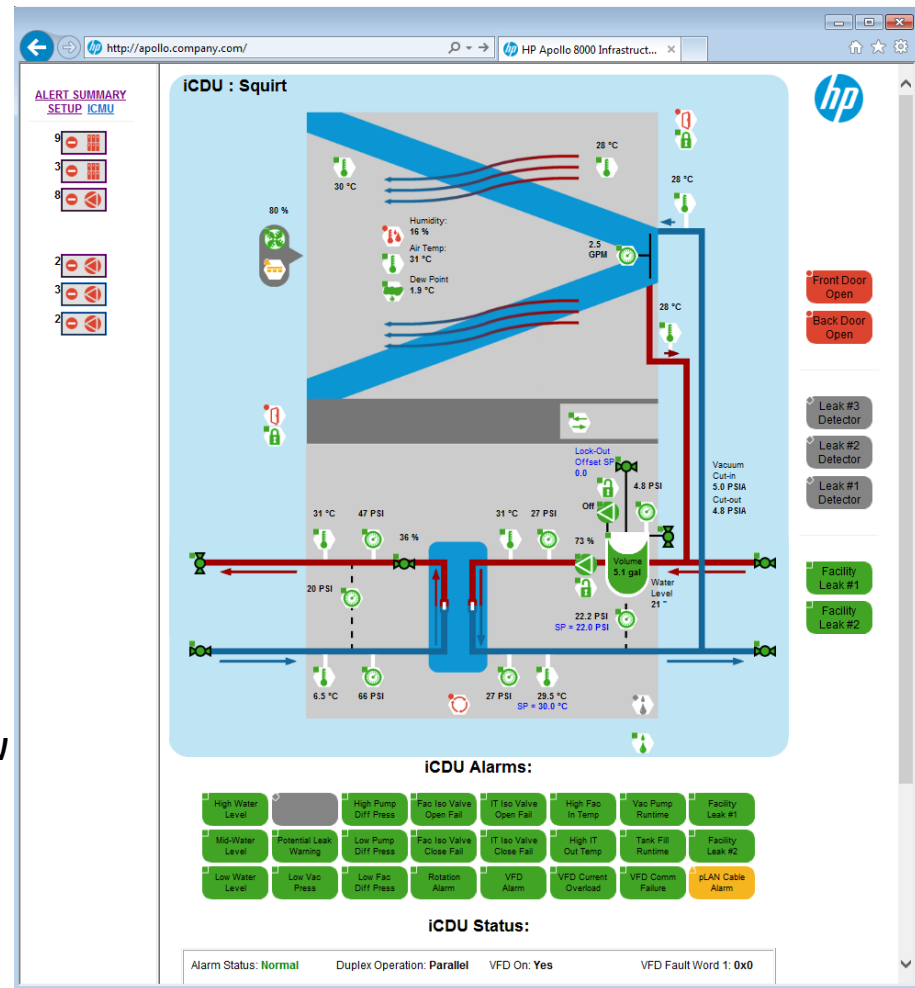 http://apollo.company.com/
HP Apollo 8000 Infrastruct...
ALERT SUMMARY
SETUP ICMU
9
3
8
2
3
2
iCDU : Squirt
hp
28 °C
30 °C
28 °C
80 %
Humidity:
16 %
Air Temp:
31 °C
Dew Point
1.9 °C
2.5
GPM
28 °C
Front Door
Open
Back Door
Open
Leak #3
Detector
Leak #2
Detector
Leak #1
Detector
Lock-Out
Offset SP
0.0
Vacuum
Cut-in
5.0 PSIA
Cut-out
4.8 PSIA
4.8 PSI
Off
31 °C
47 PSI
36 %
31 °C
27 PSI
73 %
Volume
5.1 gal
Water
Level
21 "
20 PSI
22.2 PSI
SP = 22.0 PSI
Facility
Leak #1
Facility
Leak #2
6.5 °C
66 PSI
27 PSI
29.5 °C
SP = 30.0 °C
iCDU Alarms:
High Water
Level
High Pump
Diff Press
Fac Iso Valve
Open Fail
IT Iso Valve
Open Fail
High Fac
In Temp
Vac Pump
Runtime
Facility
Leak #1
Mid-Water
Level
Potential Leak
Warning
Low Pump
Diff Press
Fac Iso Valve
Close Fail
IT Iso Valve
Close Fail
High IT
Out Temp
Tank Fill
Runtime
Facility
Leak #2
Low Water
Level
Low Vac
Press
Low Fac
Diff Press
Rotation
Alarm
VFD
Alarm
VFD Current
Overload
VFD Comm
Failure
pLAN Cable
Alarm
iCDU Status:
Alarm Status: Normal
Duplex Operation: Parallel
VFD On: Yes
VFD Fault Word 1: 0x0